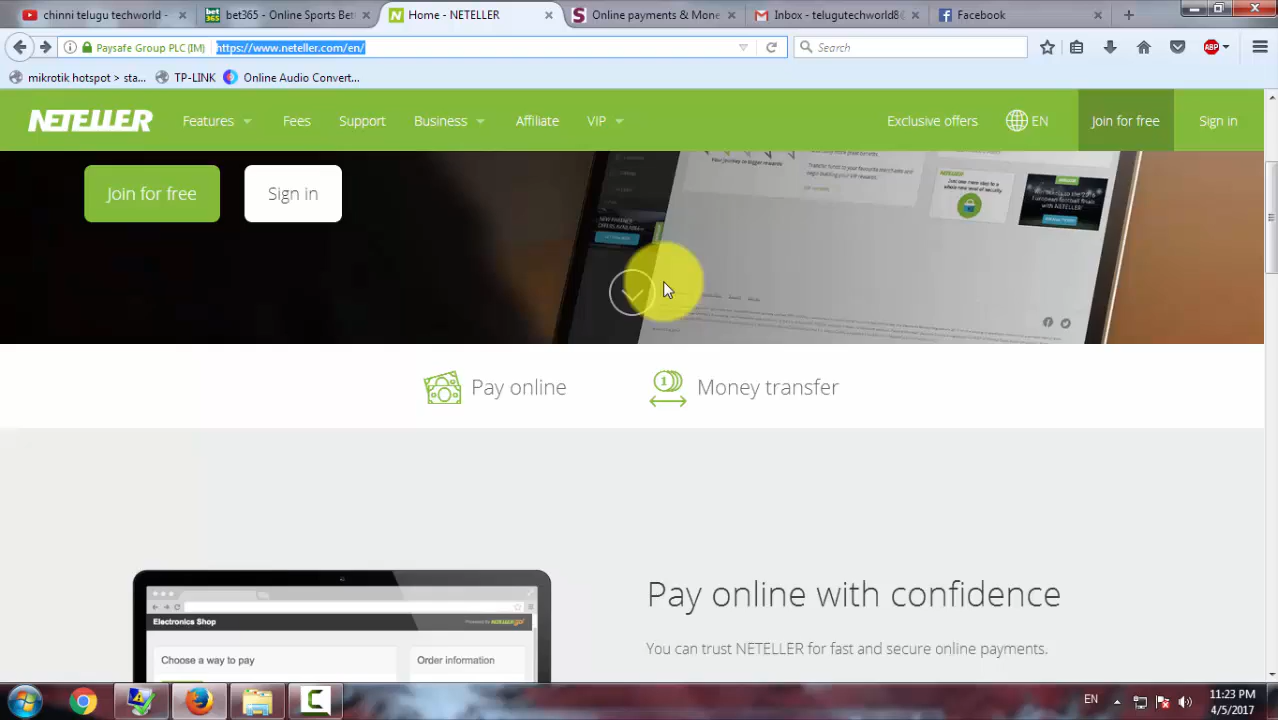 chinni telugu techworld -
bet365 - Online Sports Bet
Home - NETELLER
Online payments & Mone
Inbox - telugutechworld8
Facebook
Paysafe Group PLC (IM)
https://www.neteller.com/en/
Search
ABP
mikrotik hotspot > sta...
TP-LINK
Online Audio Convert...
NETELLER
Features
Fees
Support
Business
Affiliate
VIP
Exclusive offers
EN
Join for free
Sign in
Join for free
Sign in
Pay online
Money transfer
Pay online with confidence
You can trust NETELLER for fast and secure online payments.
Electronics Shop
Choose a way to pay
Order information
EN
11:23 PM
4/5/2017